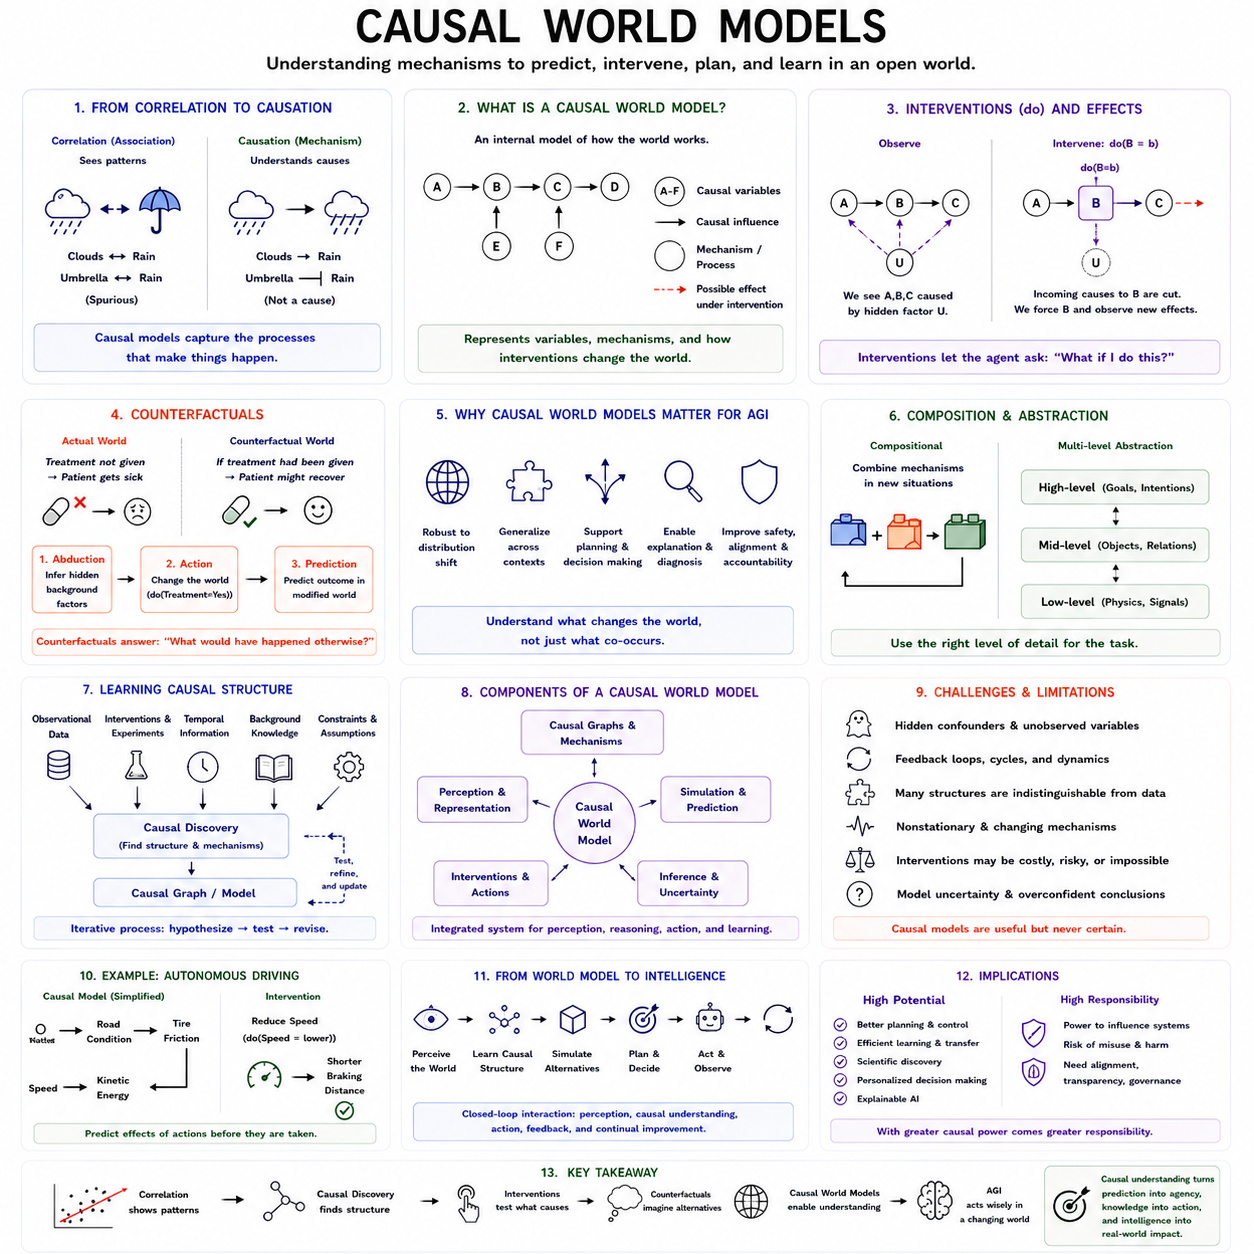 CAUSAL WORLD MODELS
Understanding mechanisms to predict, intervene, plan, and learn in an open world.
1. FROM CORRELATION TO CAUSATION
Correlation (Association)
Sees patterns
Clouds ↔ Rain
Umbrella ↔ Rain
(Spurious)
Causation (Mechanism)
Understands causes
Clouds → Rain
Umbrella ⊣ Rain
(Not a cause)
Causal models capture the processes
that make things happen.
2. WHAT IS A CAUSAL WORLD MODEL?
An internal model of how the world works.
A
B
C
D
E
F
A-F
Causal variables
Causal influence
Mechanism /
Process
Possible effect
under intervention
Represents variables, mechanisms, and how
interventions change the world.
3. INTERVENTIONS (do) AND EFFECTS
Observe
A
B
C
U
We see A,B,C caused
by hidden factor U.
Intervene: do(B = b)
do(B=b)
A
B
C
U
Incoming causes to B are cut.
We force B and observe new effects.
Interventions let the agent ask: “What if I do this?”
4. COUNTERFACTUALS
Actual World
Treatment not given
→ Patient gets sick
Counterfactual World
If treatment had been given
→ Patient might recover
1. Abduction
Infer hidden
background
factors
2. Action
Change the world
(do(Treatment=Yes))
3. Prediction
Predict outcome in
modified world
Counterfactuals answer: “What would have happened otherwise?”
5. WHY CAUSAL WORLD MODELS MATTER FOR AGI
Robust to
distribution
shift
Generalize
across
contexts
Support
planning &
decision making
Enable
explanation &
diagnosis
Improve safety,
alignment &
accountability
Understand what changes the world,
not just what co-occurs.
6. COMPOSITION & ABSTRACTION
Compositional
Combine mechanisms
in new situations
Multi-level Abstraction
High-level (Goals, Intentions)
Mid-level (Objects, Relations)
Low-level (Physics, Signals)
Use the right level of detail for the task.
7. LEARNING CAUSAL STRUCTURE
Observational
Data
Interventions &
Experiments
Temporal
Information
Background
Knowledge
Constraints &
Assumptions
Causal Discovery
(Find structure & mechanisms)
Causal Graph / Model
Test,
refine,
and update
Iterative process: hypothesize → test → revise.
8. COMPONENTS OF A CAUSAL WORLD MODEL
Causal Graphs &
Mechanisms
Perception &
Representation
Simulation &
Prediction
Causal
World
Model
Interventions &
Actions
Inference &
Uncertainty
Integrated system for perception, reasoning, action, and learning.
9. CHALLENGES & LIMITATIONS
Hidden confounders & unobserved variables
Feedback loops, cycles, and dynamics
Many structures are indistinguishable from data
Nonstationary & changing mechanisms
Interventions may be costly, risky, or impossible
?
Model uncertainty & overconfident conclusions
Causal models are useful but never certain.
10. EXAMPLE: AUTONOMOUS DRIVING
Causal Model (Simplified)
Road
Condition
Tire
Friction
Speed
Kinetic
Energy
Intervention
Reduce Speed
(do(Speed = lower))
Shorter
Braking
Distance
Predict effects of actions before they are taken.
11. FROM WORLD MODEL TO INTELLIGENCE
Perceive
the World
Learn Causal
Structure
Simulate
Alternatives
Plan &
Decide
Act &
Observe
Closed-loop interaction: perception, causal understanding,
action, feedback, and continual improvement.
12. IMPLICATIONS
High Potential
Better planning & control
Efficient learning & transfer
Scientific discovery
Personalized decision making
Explainable AI
High Responsibility
Power to influence systems
Risk of misuse & harm
Need alignment,
transparency, governance
With greater causal power comes greater responsibility.
13. KEY TAKEAWAY
Correlation
shows patterns
Causal Discovery
finds structure
Interventions
test what causes
Counterfactuals
imagine alternatives
Causal World Models
enable understanding
AGI
acts wisely in
a changing world
Causal understanding turns
prediction into agency,
knowledge into action,
and intelligence into
real-world impact.